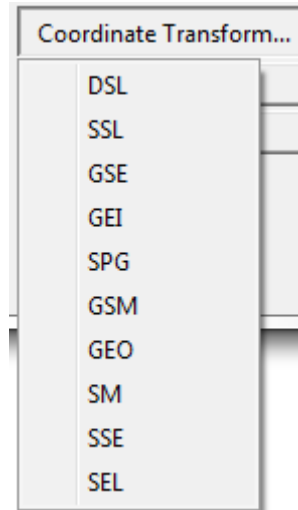 Coordinate Transform...
DSL
SSL
GSE
GEI
SPG
GSM
GEO
SM
SSE
SEL